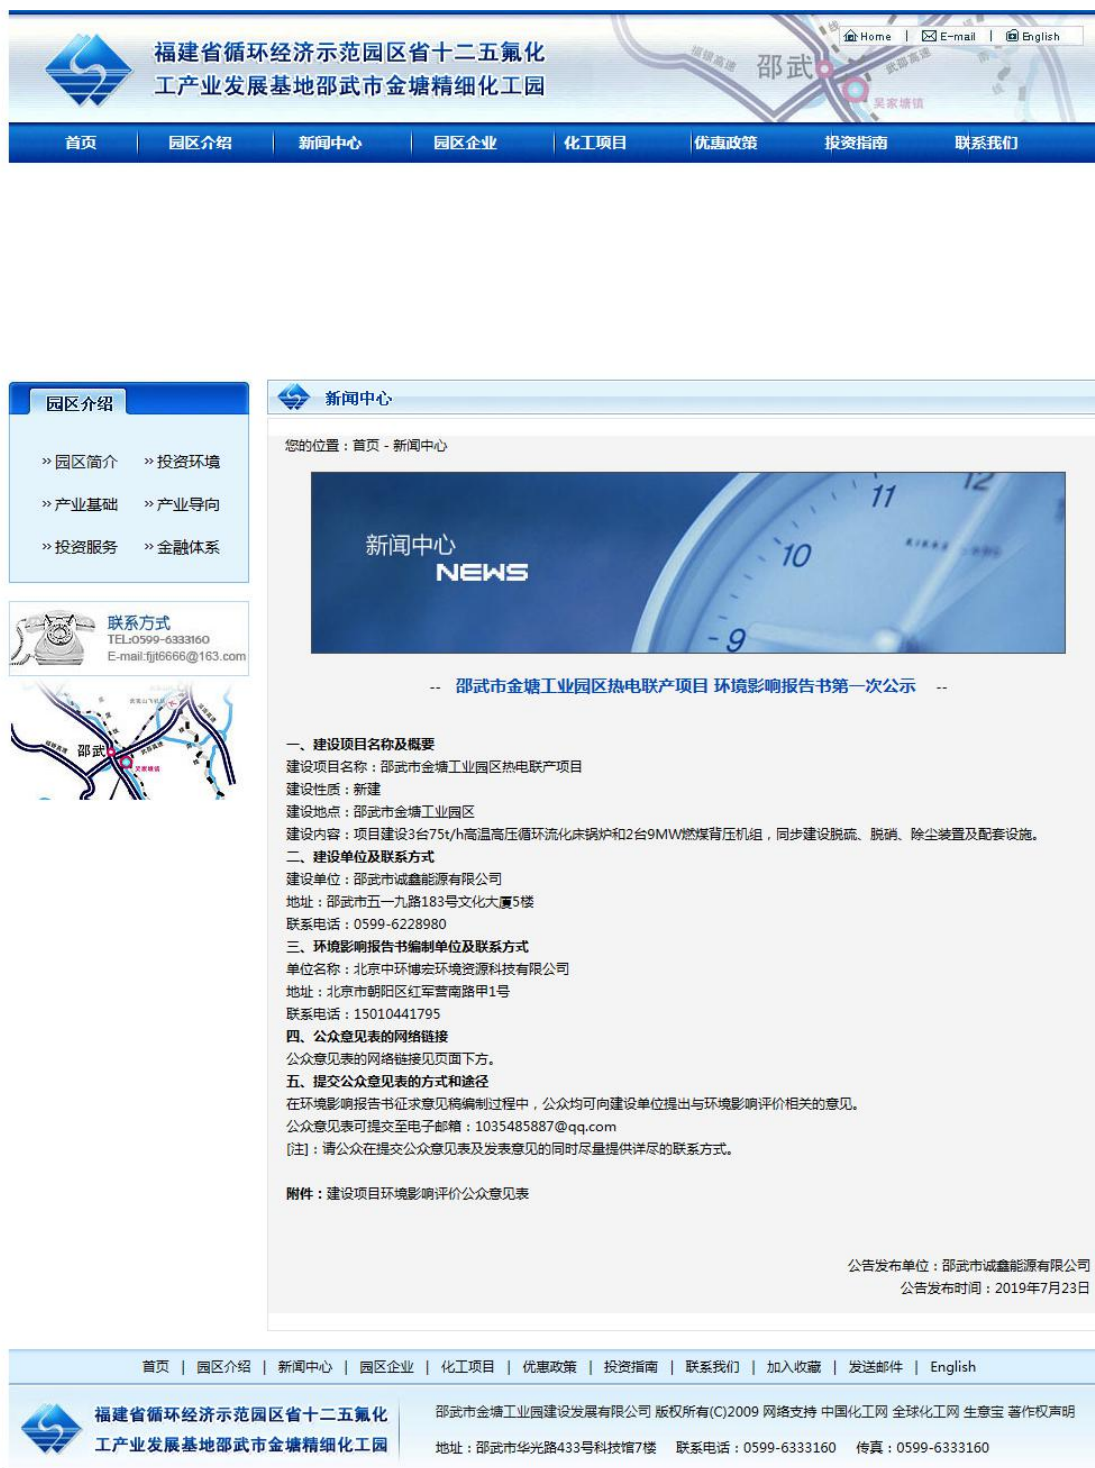 福建省循环经济示范园区省十二五氟化
工产业发展基地邵武市金塘精细化工园
Home | E-mail | English
福银高速
邵武
武邵高速
吴家塘镇
首页 园区介绍 新闻中心 园区企业 化工项目 优惠政策 投资指南 联系我们
园区介绍
»园区简介 »投资环境
»产业基础 »产业导向
»投资服务 »金融体系
联系方式
TEL:0599-6333160
E-mail:fjjt6666@163.com
邵武
吴家塘镇
新闻中心
您的位置：首页 - 新闻中心
新闻中心
NEWS
9 10 11 12
-- 邵武市金塘工业园区热电联产项目 环境影响报告书第一次公示 --
一、建设项目名称及概要
建设项目名称：邵武市金塘工业园区热电联产项目
建设性质：新建
建设地点：邵武市金塘工业园区
建设内容：项目建设3台75t/h高温高压循环流化床锅炉和2台9MW燃煤背压机组，同步建设脱硫、脱硝、除尘装置及配套设施。
二、建设单位及联系方式
建设单位：邵武市诚鑫能源有限公司
地址：邵武市五一九路183号文化大厦5楼
联系电话：0599-6228980
三、环境影响报告书编制单位及联系方式
单位名称：北京中环博宏环境资源科技有限公司
地址：北京市朝阳区红军营南路甲1号
联系电话：15010441795
四、公众意见表的网络链接
公众意见表的网络链接见页面下方。
五、提交公众意见表的方式和途径
在环境影响报告书征求意见稿编制过程中，公众均可向建设单位提出与环境影响评价相关的意见。
公众意见表可提交至电子邮箱：1035485887@qq.com
[注]：请公众在提交公众意见表及发表意见的同时尽量提供详尽的联系方式。
附件：建设项目环境影响评价公众意见表
公告发布单位：邵武市诚鑫能源有限公司
公告发布时间：2019年7月23日
首页 | 园区介绍 | 新闻中心 | 园区企业 | 化工项目 | 优惠政策 | 投资指南 | 联系我们 | 加入收藏 | 发送邮件 | English
福建省循环经济示范园区省十二五氟化
工产业发展基地邵武市金塘精细化工园
邵武市金塘工业园建设发展有限公司 版权所有(C)2009 网络支持 中国化工网 全球化工网 生意宝 著作权声明
地址：邵武市华光路433号科技馆7楼 联系电话：0599-6333160 传真：0599-6333160